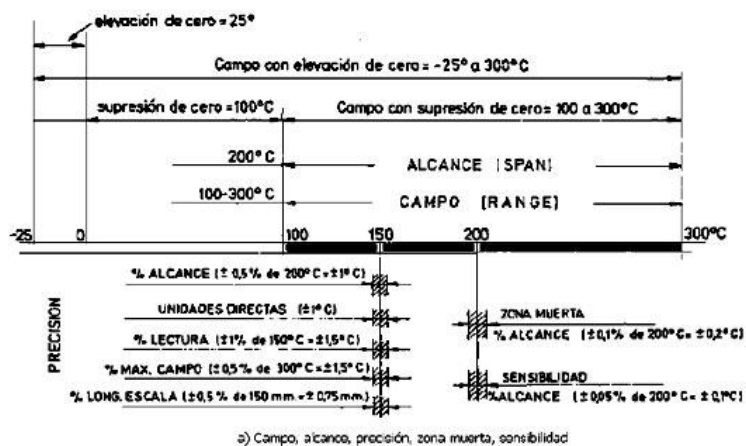 elevación de cero = 25°
Campo con elevación de cero = -25° a 300°C
supresión de cero = 100°C
Campo con supresión de cero = 100 a 300°C
200° C
ALCANCE (SPAN)
100-300° C
CAMPO (RANGE)
-25 0 100 150 200 300°C
PRECISION
% ALCANCE (± 0,5% de 200°C = ±1°C)
UNIDADES DIRECTAS (±1°C)
% LECTURA (±1% de 150°C = ±1,5°C)
% MAX. CAMPO (±0,5% de 300°C = ±1,5°C)
% LONG. ESCALA (±0,5 % de 150 mm. = ± 0,75 mm.)
ZONA MUERTA
% ALCANCE (±0,1% de 200°C = ±0,2°C)
SENSIBILIDAD
%ALCANCE (±0,05% de 200°C = ±0,1°C)
a) Campo, alcance, precisión, zona muerta, sensibilidad